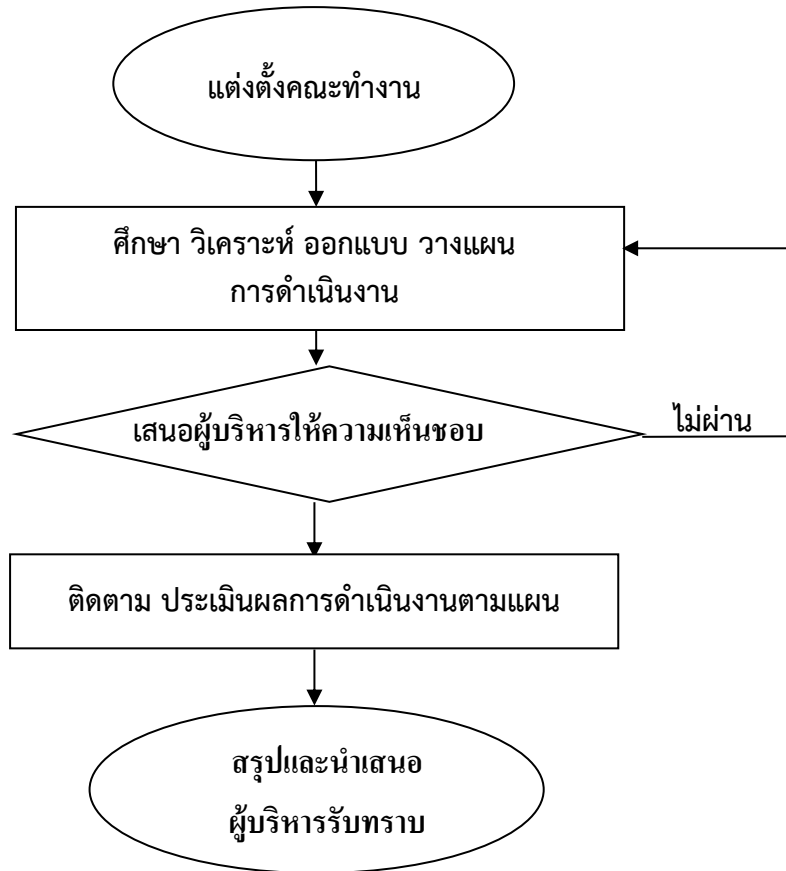 แต่งตั้งคณะทำงาน
ศึกษา วิเคราะห์ ออกแบบ วางแผน
การดำเนินงาน
เสนอผู้บริหารให้ความเห็นชอบ
ไม่ผ่าน
ติดตาม ประเมินผลการดำเนินงานตามแผน
สรุปและนำเสนอ
ผู้บริหารรับทราบ